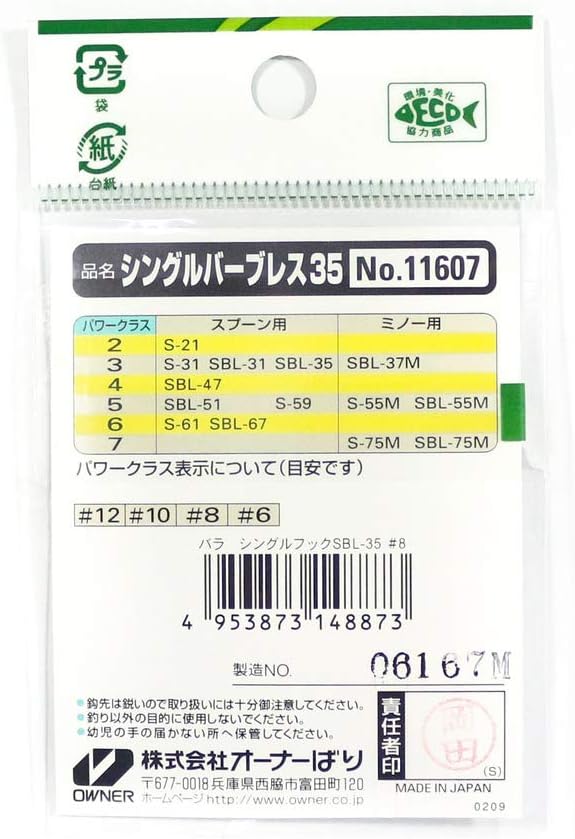 プラ
袋
紙
台紙
環境・美化
ECO
協力商品
品名 シングルバーブレス35 No.11607
パワークラス スプーン用 ミノー用
2 S-21
3 S-31 SBL-31 SBL-35 SBL-37M
4 SBL-47
5 SBL-51 S-59 S-55M SBL-55M
6 S-61 SBL-67
7 S-75M SBL-75M
パワークラス表示について(目安です)
#12 #10 #8 #6
バラ シングルフックSBL-35 #8
4 953873 148873
製造NO. 06167M
●鈎先は鋭いので取り扱いには十分御注意してください。
●釣り以外の目的に使用しないでください。
●幼児の手の届かない所へ保管してください。
責任者印
(S)
OWNER
株式会社オーナーばり
〒677-0018 兵庫県西脇市富田町120
ホームページ http://www.owner.co.jp
MADE IN JAPAN
0209